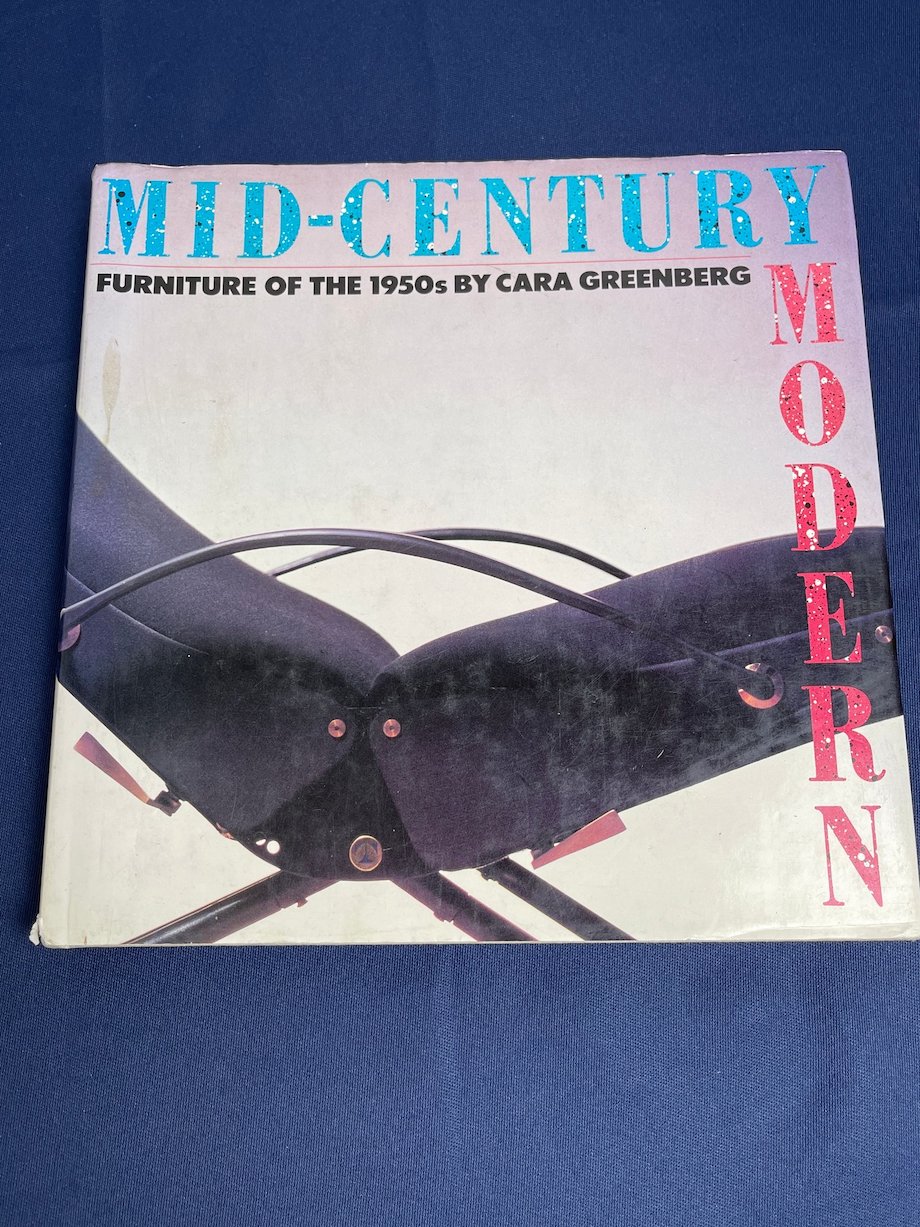 MID-CENTURY
FURNITURE OF THE 1950s BY CARA GREENBERG
MODERN